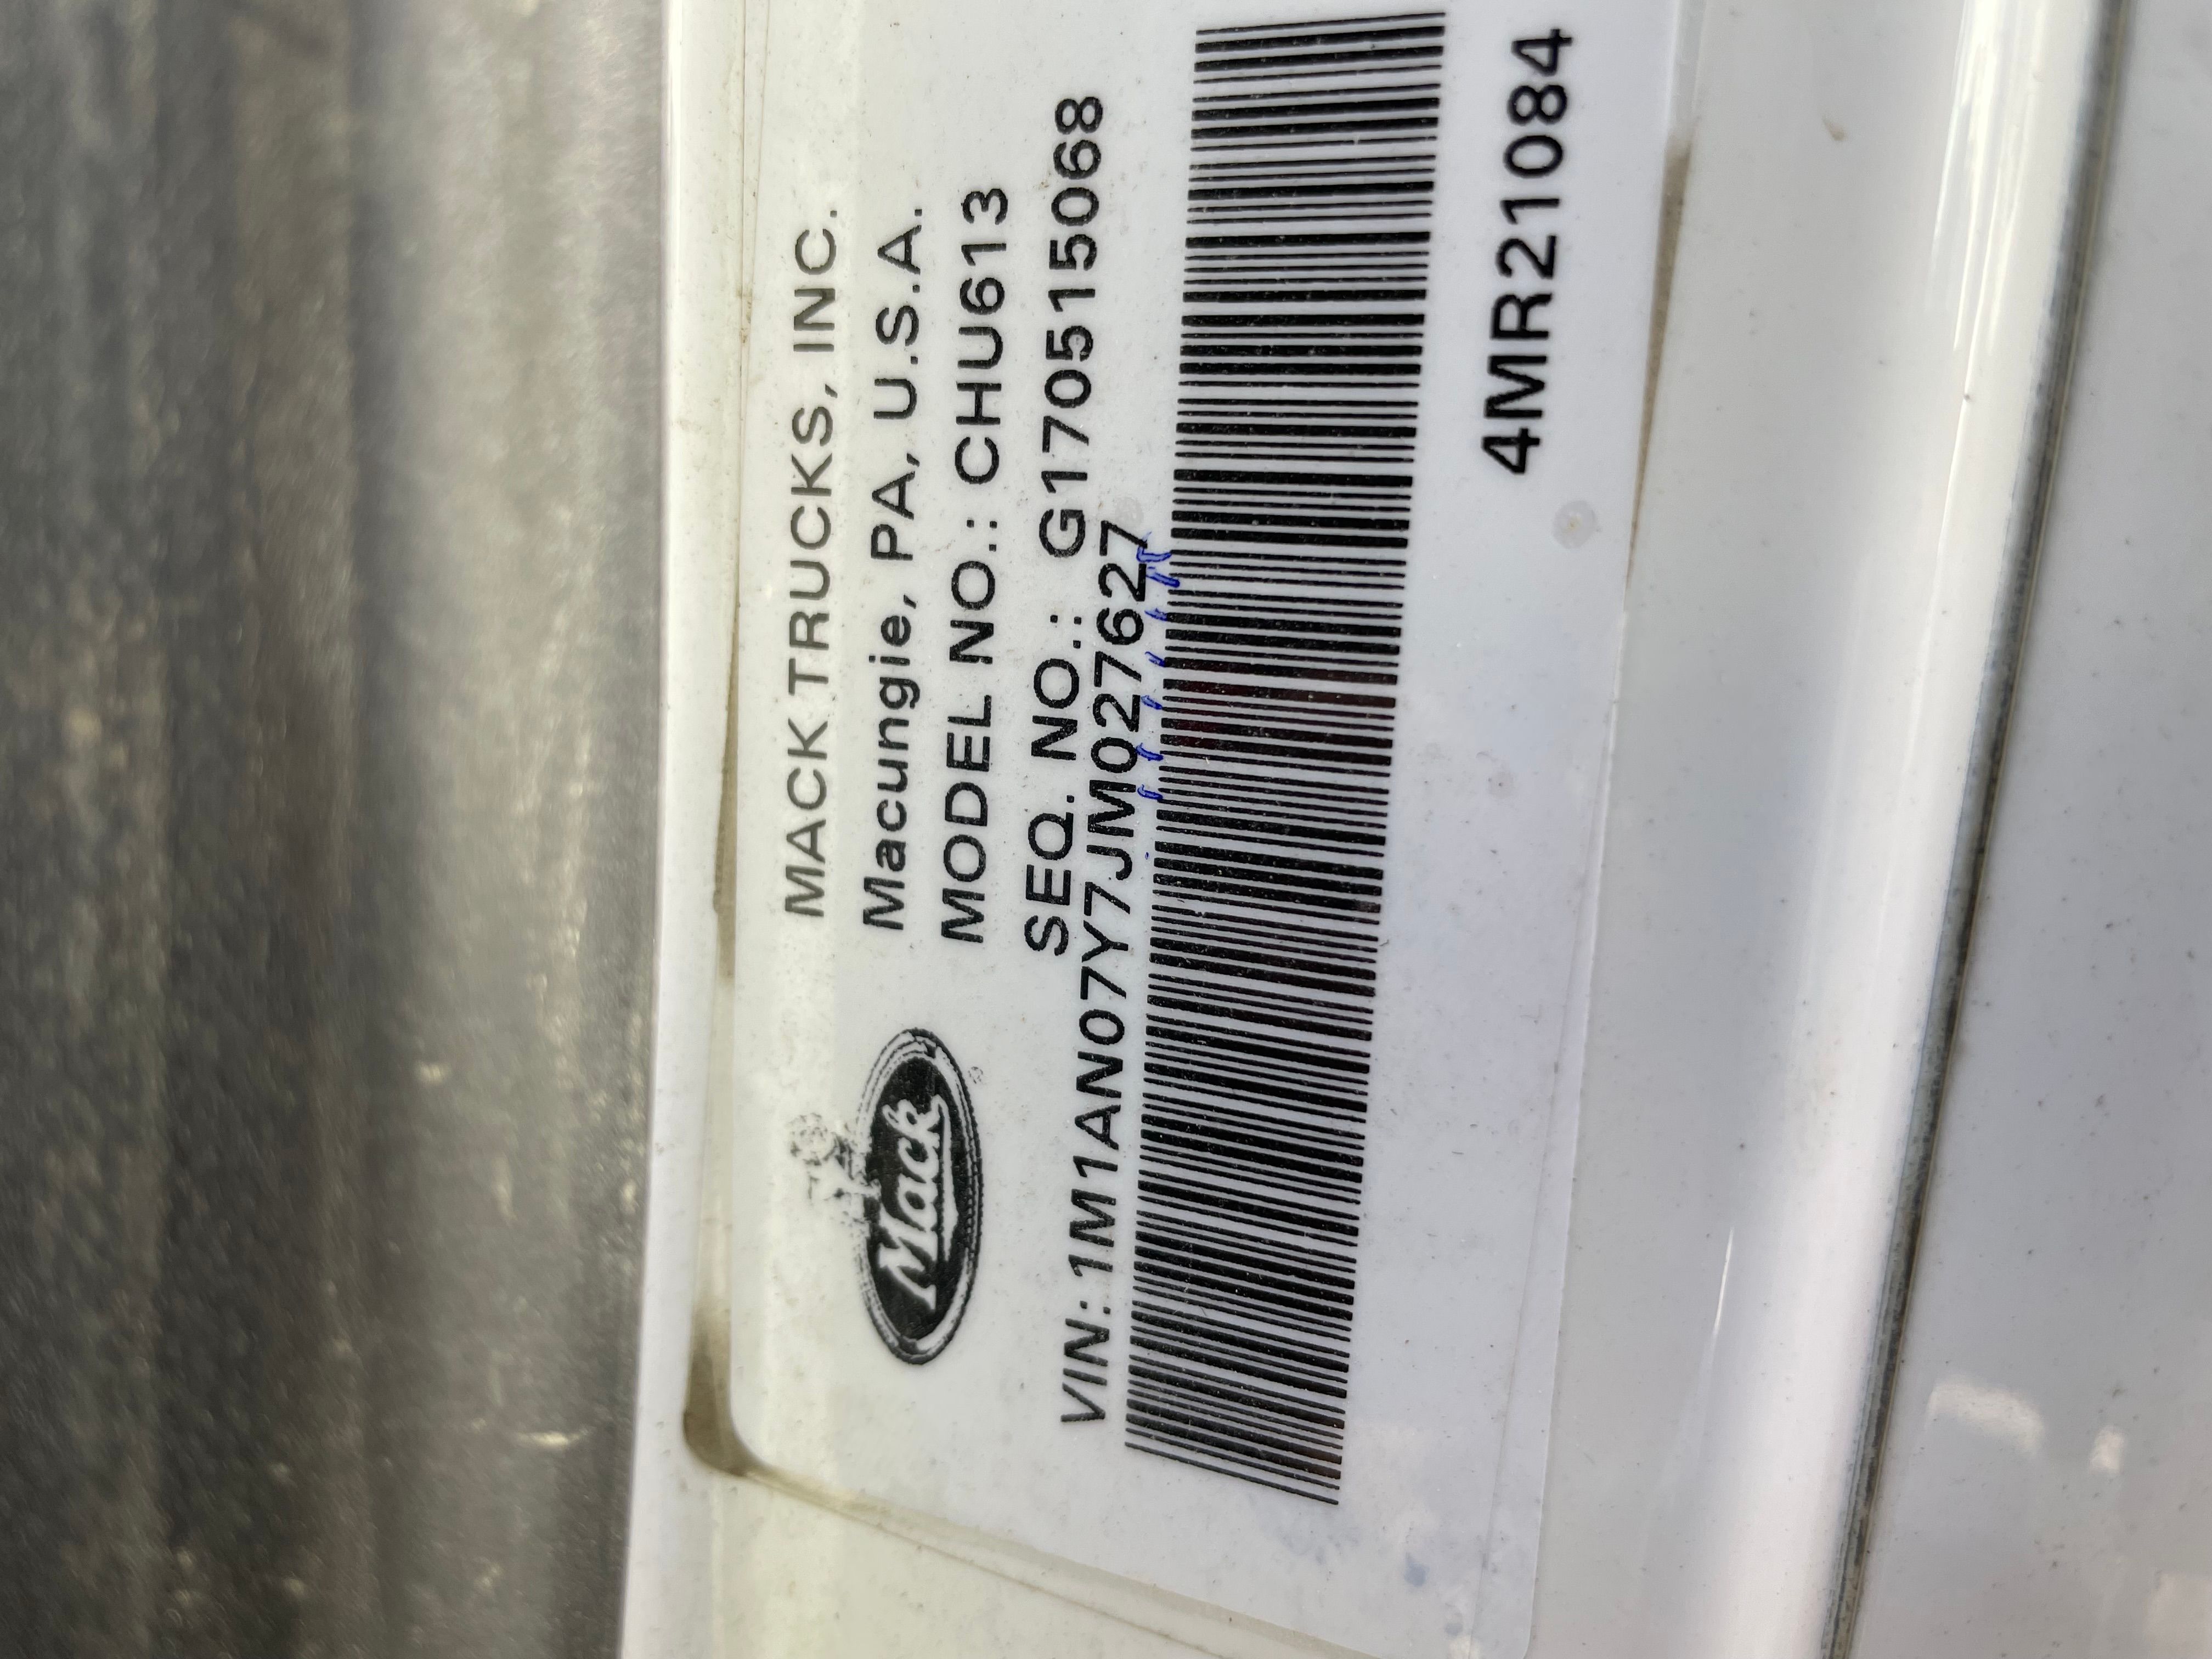 MACK TRUCKS, INC.
Macungie, PA, U.S.A.
MODEL NO.: CHU613
SEQ. NO.: G170515068
Mack
®
VIN: 1M1AN07Y7JM027627
4MR21084